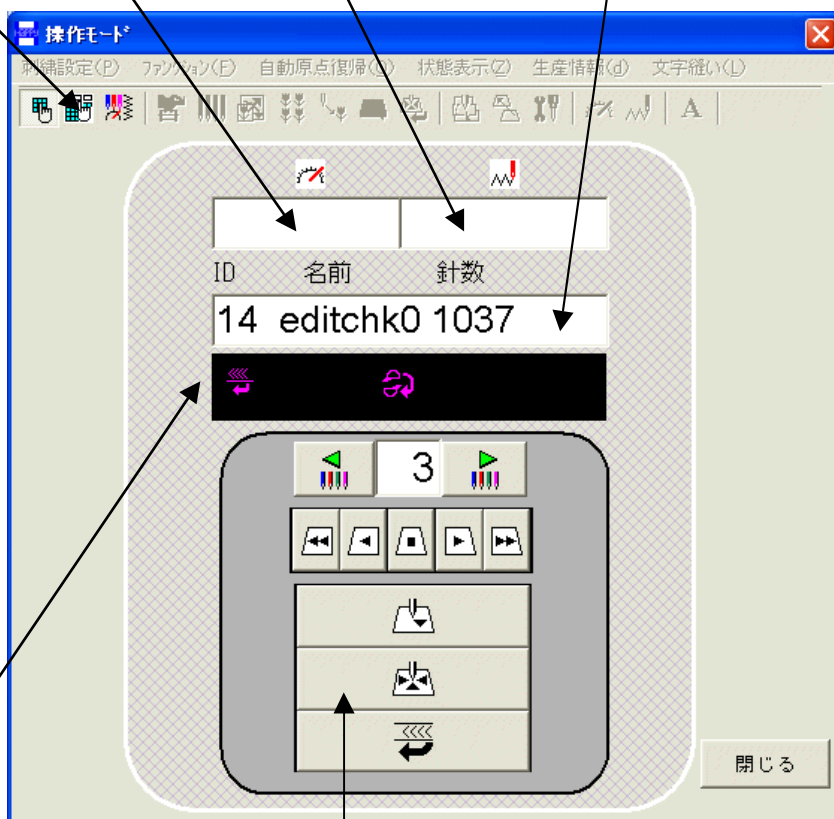 操作モード
刺繍設定(P) ファンクション(F) 自動原点復帰(O) 状態表示(Z) 生産情報(d) 文字縫い(L)
A
ID 名前 針数
14 editchk0 1037
3
閉じる